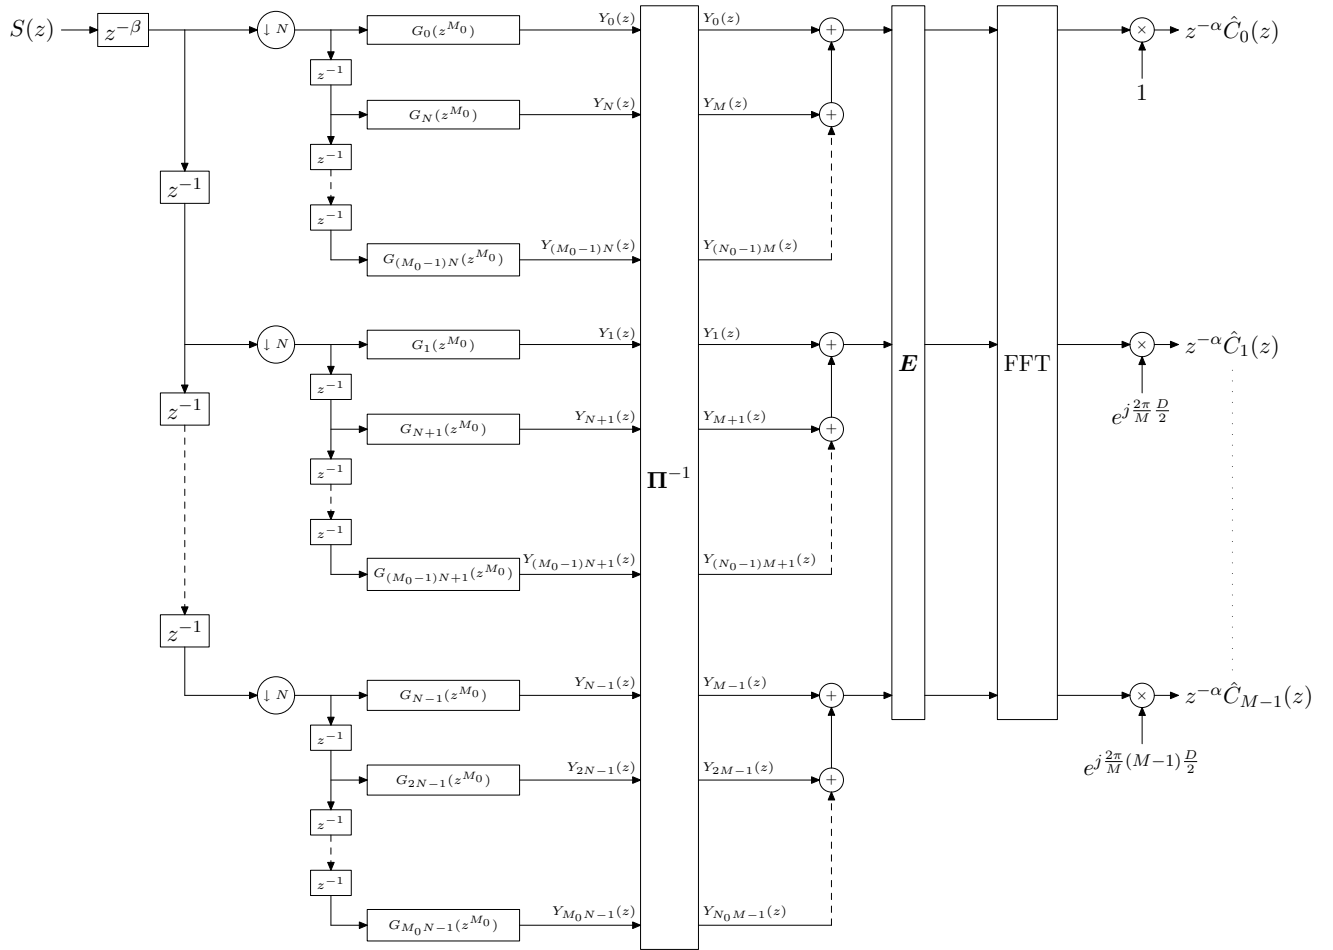 S(z) z^{-β} ↓ N G_0(z^{M_0}) Y_0(z) Y_0(z) + × z^{-α}Ĉ_0(z)
z^{-1}
1
G_N(z^{M_0}) Y_N(z) Y_M(z) +
z^{-1}
z^{-1}
z^{-1}
G_{(M_0-1)N}(z^{M_0}) Y_{(M_0-1)N}(z) Y_{(N_0-1)M}(z)
↓ N G_1(z^{M_0}) Y_1(z) Y_1(z) + × z^{-α}Ĉ_1(z)
E FFT
z^{-1}
z^{-1} e^{j\frac{2π}{M}\frac{D}{2}}
G_{N+1}(z^{M_0}) Y_{N+1}(z) Y_{M+1}(z) +
z^{-1}
Π^{-1}
z^{-1}
G_{(M_0-1)N+1}(z^{M_0}) Y_{(M_0-1)N+1}(z) Y_{(N_0-1)M+1}(z)
z^{-1}
↓ N G_{N-1}(z^{M_0}) Y_{N-1}(z) Y_{M-1}(z) + × z^{-α}Ĉ_{M-1}(z)
z^{-1}
e^{j\frac{2π}{M}(M-1)\frac{D}{2}}
G_{2N-1}(z^{M_0}) Y_{2N-1}(z) Y_{2M-1}(z) +
z^{-1}
z^{-1}
G_{M_0N-1}(z^{M_0}) Y_{M_0N-1}(z) Y_{N_0M-1}(z)